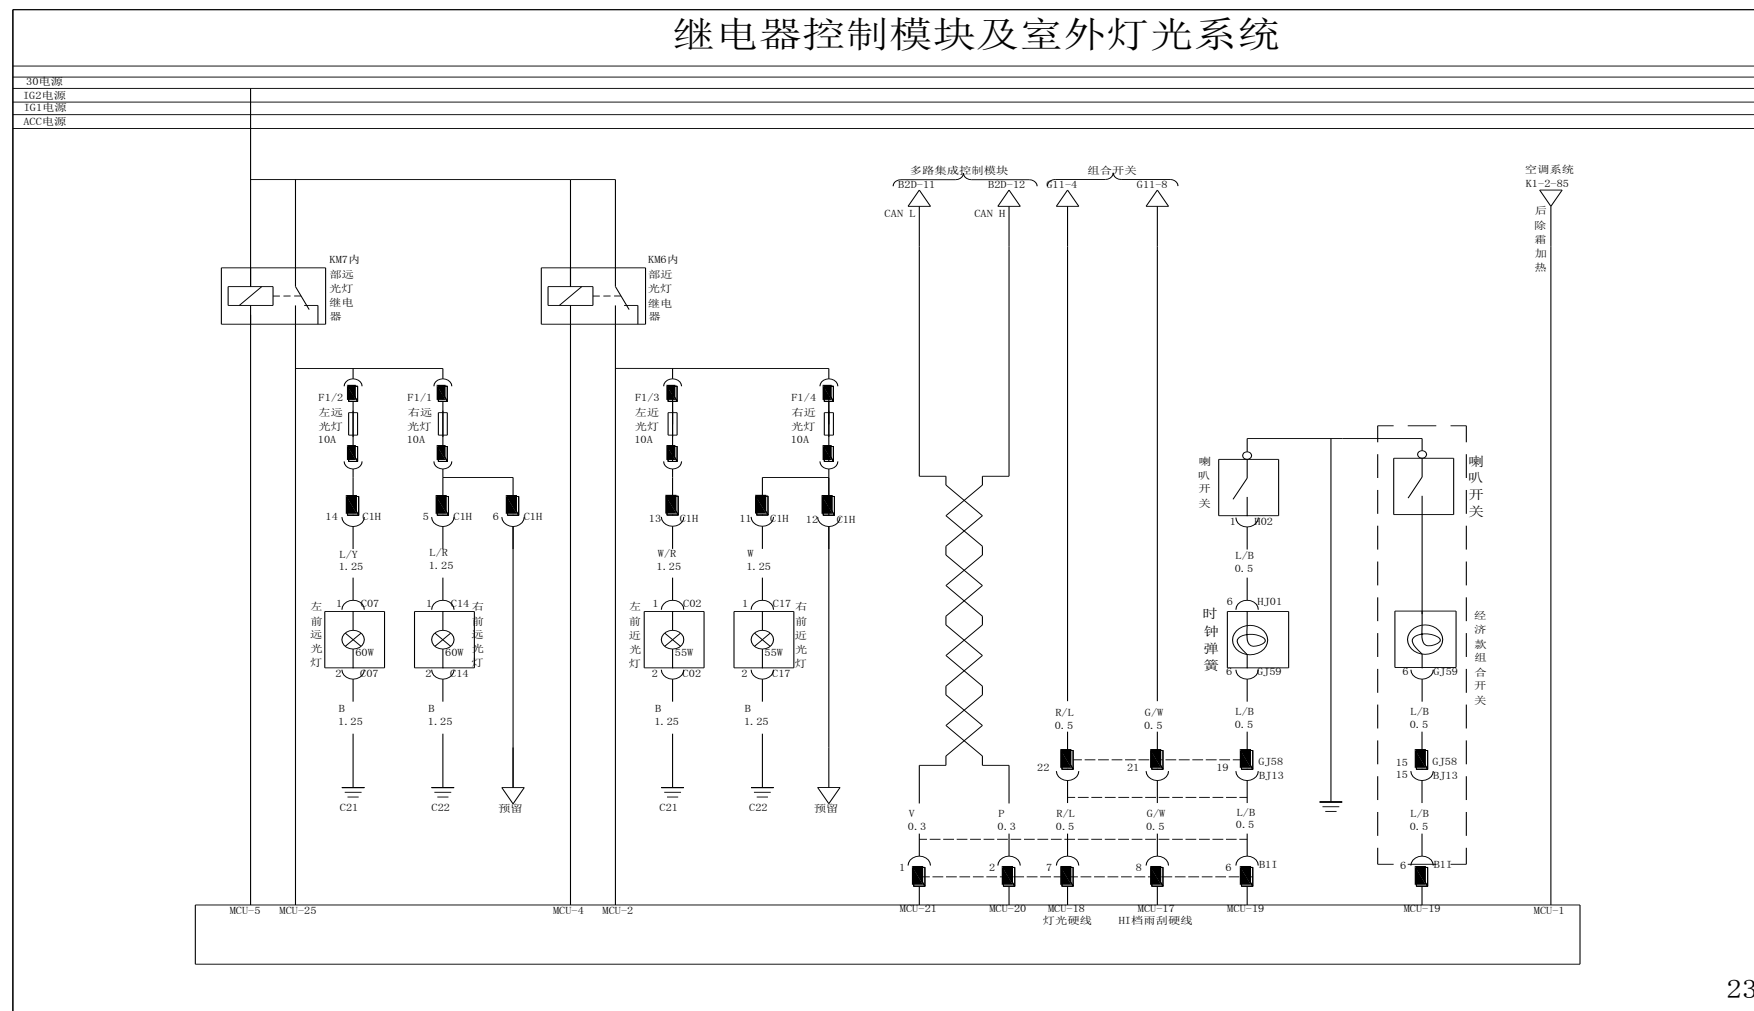 继电器控制模块及室外灯光系统
30电源
IG2电源
IG1电源
ACC电源
多路集成控制模块
组合开关
空调系统
B2D-11
B2D-12
G11-4
G11-8
K1-2-85
CAN L
CAN H
后
除
霜
加
热
KM7内
部远
光灯
继电
器
KM6内
部近
光灯
继电
器
F1/2
左远
光灯
10A
F1/1
右远
光灯
10A
F1/3
左近
光灯
10A
F1/4
右近
光灯
10A
喇
叭
开
关
喇
叭
开
关
14 C1H
5 C1H
6 C1H
13 C1H
11 C1H
12 C1H
1 H02
L/Y
1.25
L/R
1.25
W/R
1.25
W
1.25
L/B
0.5
左
前
远
光
灯
1 C07
60W
2 C07
1 C14
60W
2 C14
右
前
远
光
灯
左
前
近
光
灯
1 C02
55W
2 C02
1 C17
55W
2 C17
右
前
近
光
灯
时
钟
弹
簧
6 HJ01
6 GJ59
6 GJ59
经
济
款
组
合
开
关
B
1.25
B
1.25
B
1.25
B
1.25
R/L
0.5
G/W
0.5
L/B
0.5
L/B
0.5
22
21
19 GJ58
BJ13
15 GJ58
15 BJ13
C21
C22
预留
C21
C22
预留
V
0.3
P
0.3
R/L
0.5
G/W
0.5
L/B
0.5
L/B
0.5
1
2
7
8
6 B1I
6 B1I
MCU-5
MCU-25
MCU-4
MCU-2
MCU-21
MCU-20
MCU-18
灯光硬线
MCU-17
HI档雨刮硬线
MCU-19
MCU-19
MCU-1
23